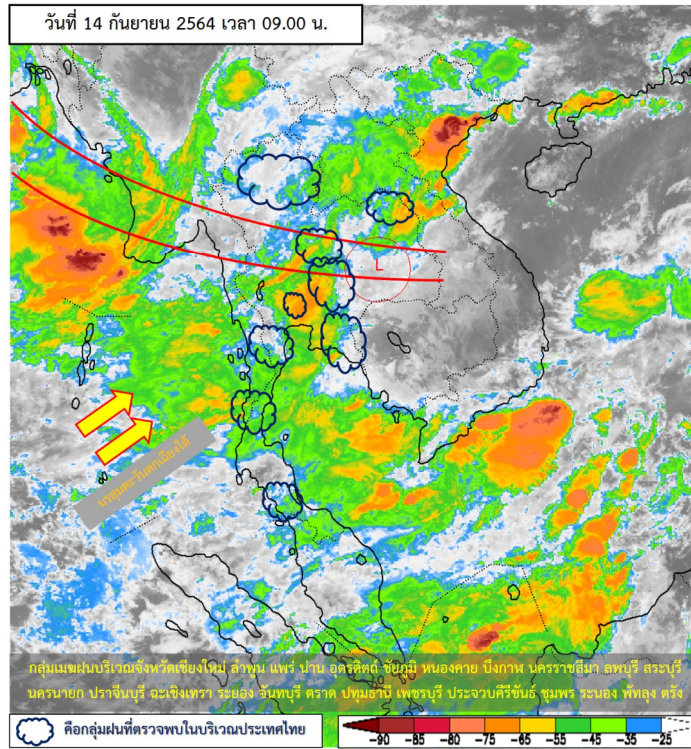 วันที่ 14 กันยายน 2564 เวลา 09.00 น.
L
มรสุมตะวันตกเฉียงใต้
กลุ่มเมฆฝนบริเวณจังหวัดเชียงใหม่ ลำพูน แพร่ น่าน อุตรดิตถ์ ชัยภูมิ หนองคาย บึงกาฬ นครราชสีมา ลพบุรี สระบุรี
นครนายก ปราจีนบุรี ฉะเชิงเทรา ระยอง จันทบุรี ตราด ปทุมธานี เพชรบุรี ประจวบคีรีขันธ์ ชุมพร ระนอง พัทลุง ตรัง
คือกลุ่มฝนที่ตรวจพบในบริเวณประเทศไทย
-90 -85 -80 -75 -65 -55 -45 -35 -25